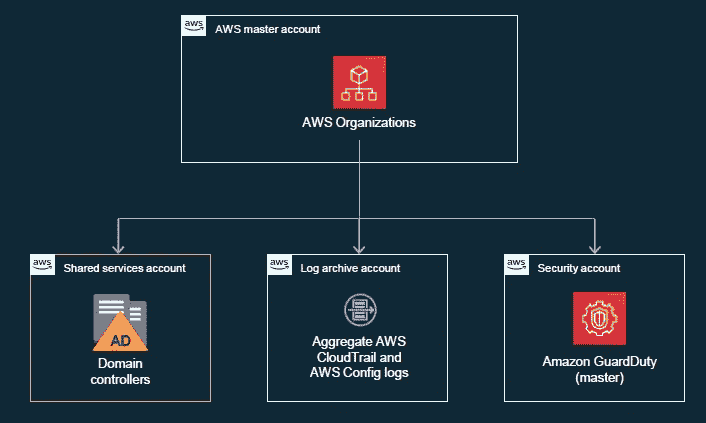 aws
AWS master account
AWS Organizations
aws
Shared services account
AD
Domain
controllers
aws
Log archive account
Aggregate AWS
CloudTrail and
AWS Config logs
aws
Security account
Amazon GuardDuty
(master)